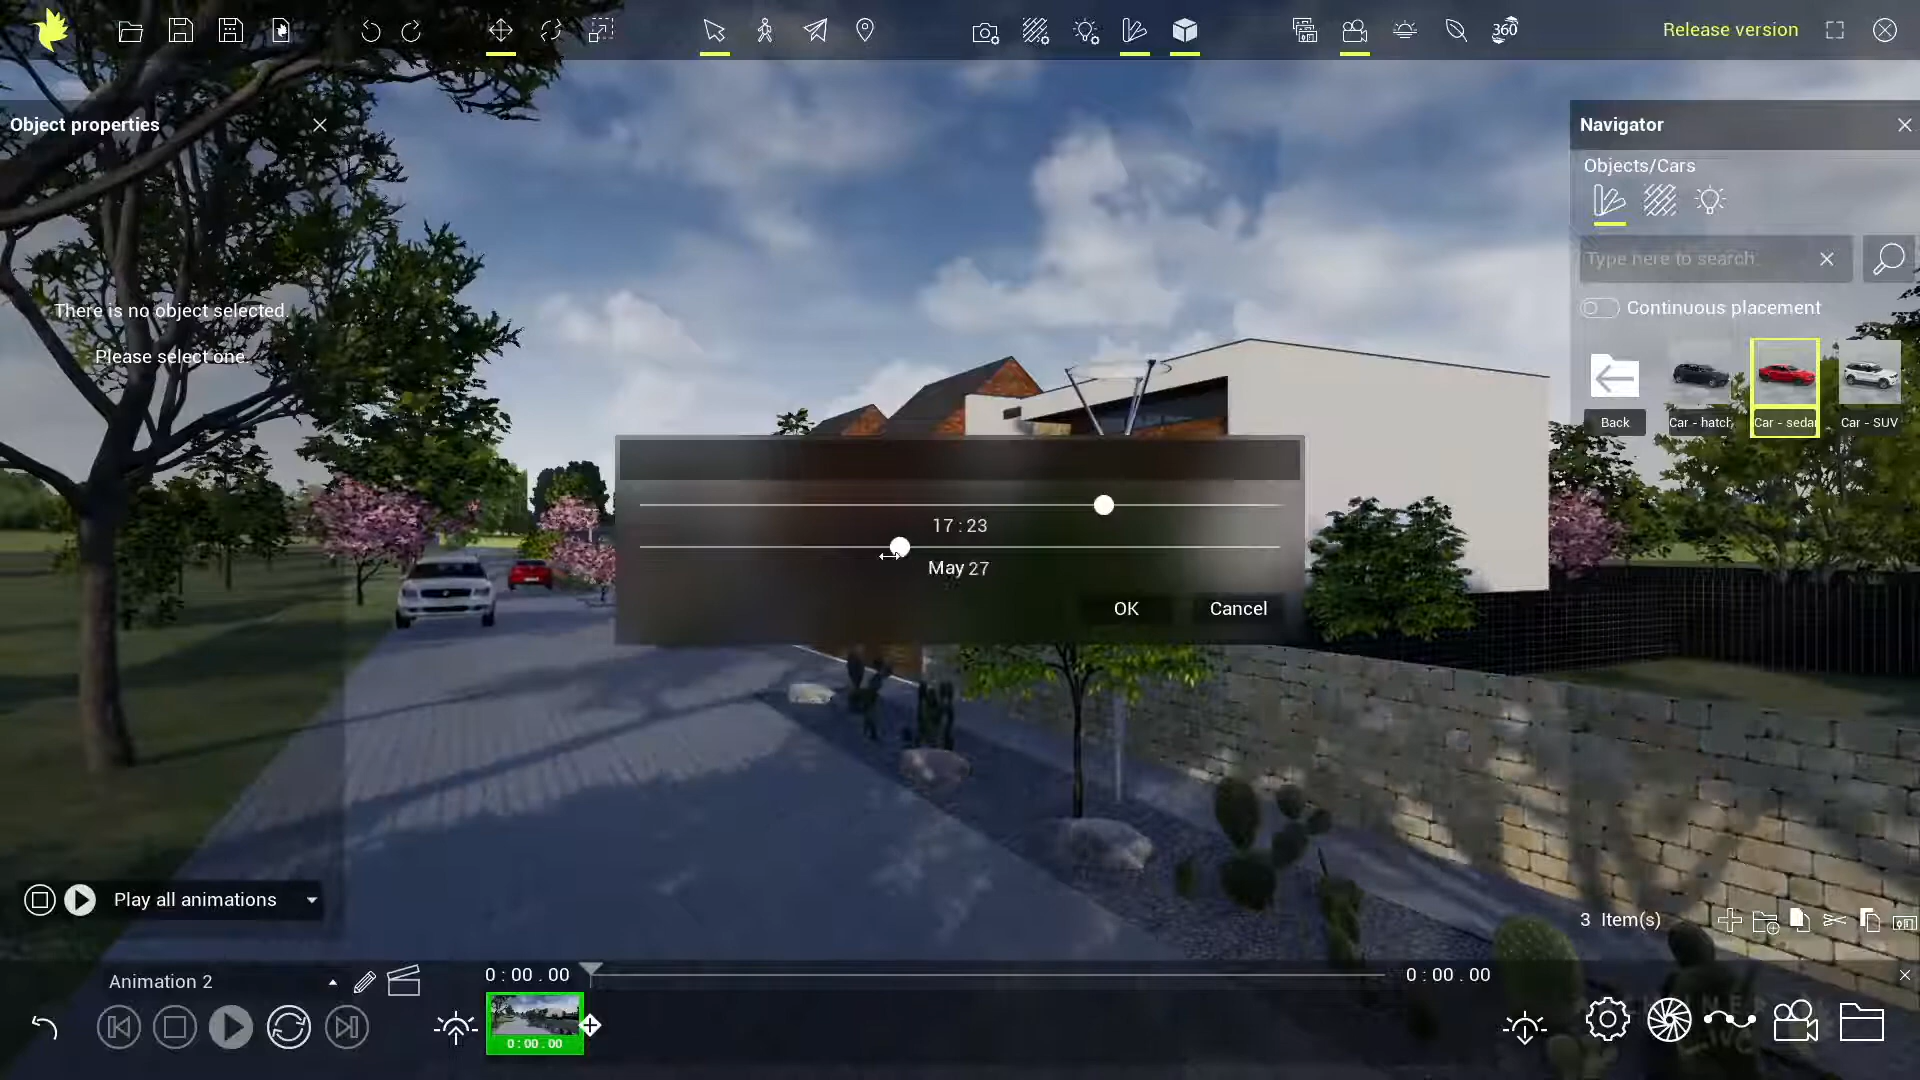 360
Release version
Object properties
Navigator
Objects/Cars
Type here to search
Continuous placement
There is no object selected.
Please select one.
Back
Car - hatch
Car - sedan
Car - SUV
17 : 23
May 27
OK
Cancel
Play all animations
3 Item(s)
Animation 2
0 : 00 . 00
0 : 00 . 00
0 : 00 . 00